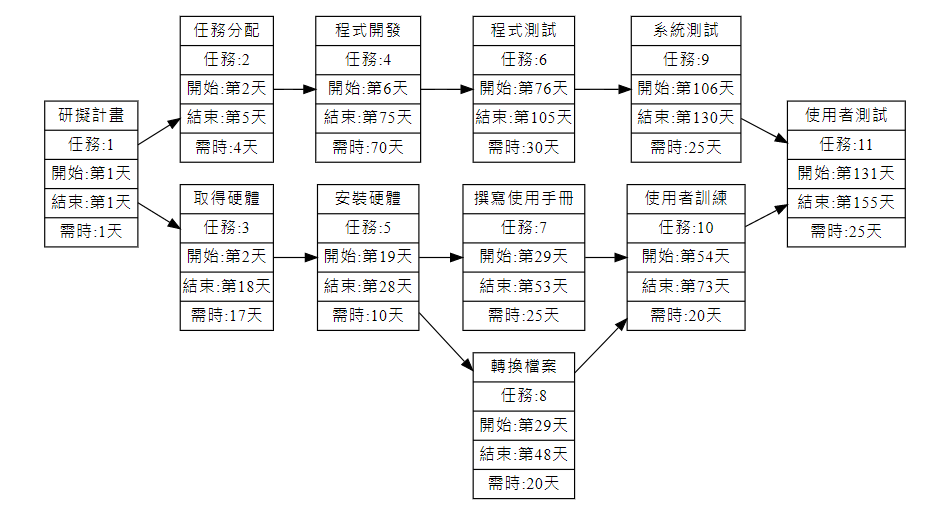 研擬計畫
任務:1
開始:第1天
結束:第1天
需時:1天
任務分配
任務:2
開始:第2天
結束:第5天
需時:4天
取得硬體
任務:3
開始:第2天
結束:第18天
需時:17天
程式開發
任務:4
開始:第6天
結束:第75天
需時:70天
安裝硬體
任務:5
開始:第19天
結束:第28天
需時:10天
程式測試
任務:6
開始:第76天
結束:第105天
需時:30天
撰寫使用手冊
任務:7
開始:第29天
結束:第53天
需時:25天
轉換檔案
任務:8
開始:第29天
結束:第48天
需時:20天
系統測試
任務:9
開始:第106天
結束:第130天
需時:25天
使用者訓練
任務:10
開始:第54天
結束:第73天
需時:20天
使用者測試
任務:11
開始:第131天
結束:第155天
需時:25天